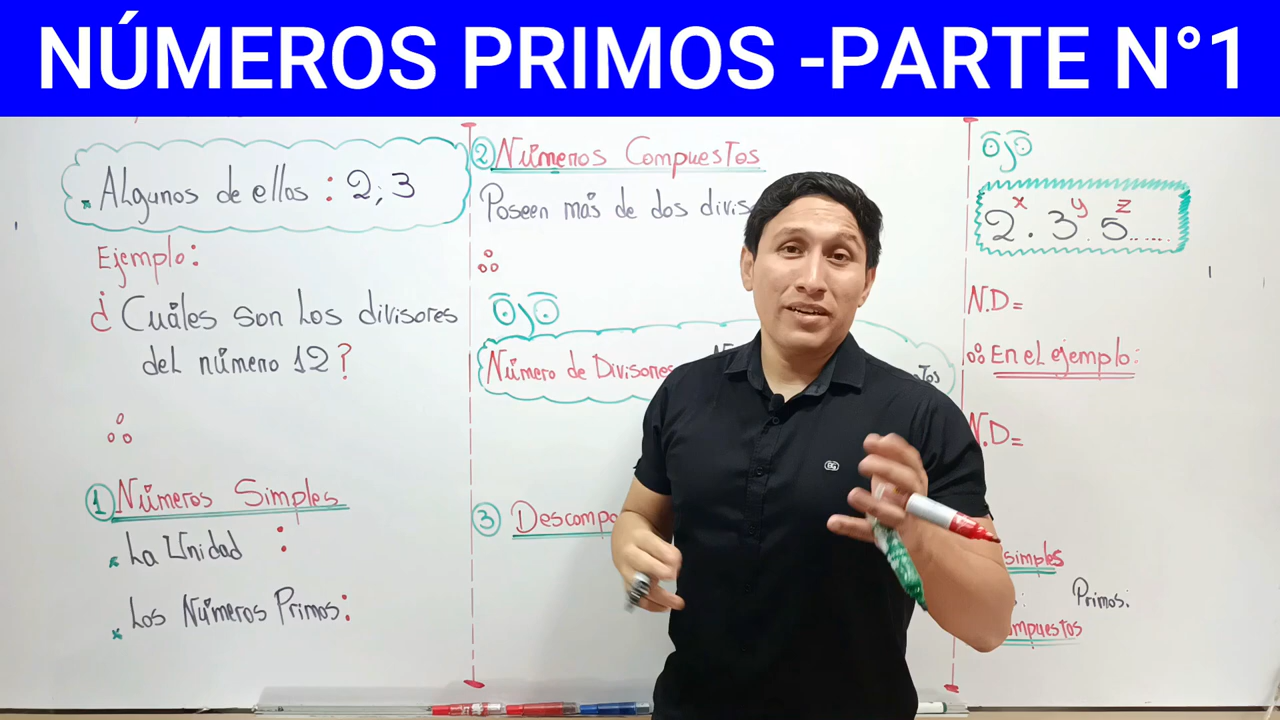 NÚMEROS PRIMOS -PARTE N°1
Algunos de ellos : 2; 3
Ejemplo:
¿ Cuáles son los divisores
del número 12 ?
∴
1 Números Simples
La Unidad :
Los Números Primos:
2 Números Compuestos
Poseen más de dos divis
∴
OJO
Número de Divisores
3 Descompo
OJO
2ˣ . 3ʸ . 5ᶻ ......
N.D =
∴ En el ejemplo:
N.D =
simples
Primos:
mpuestos